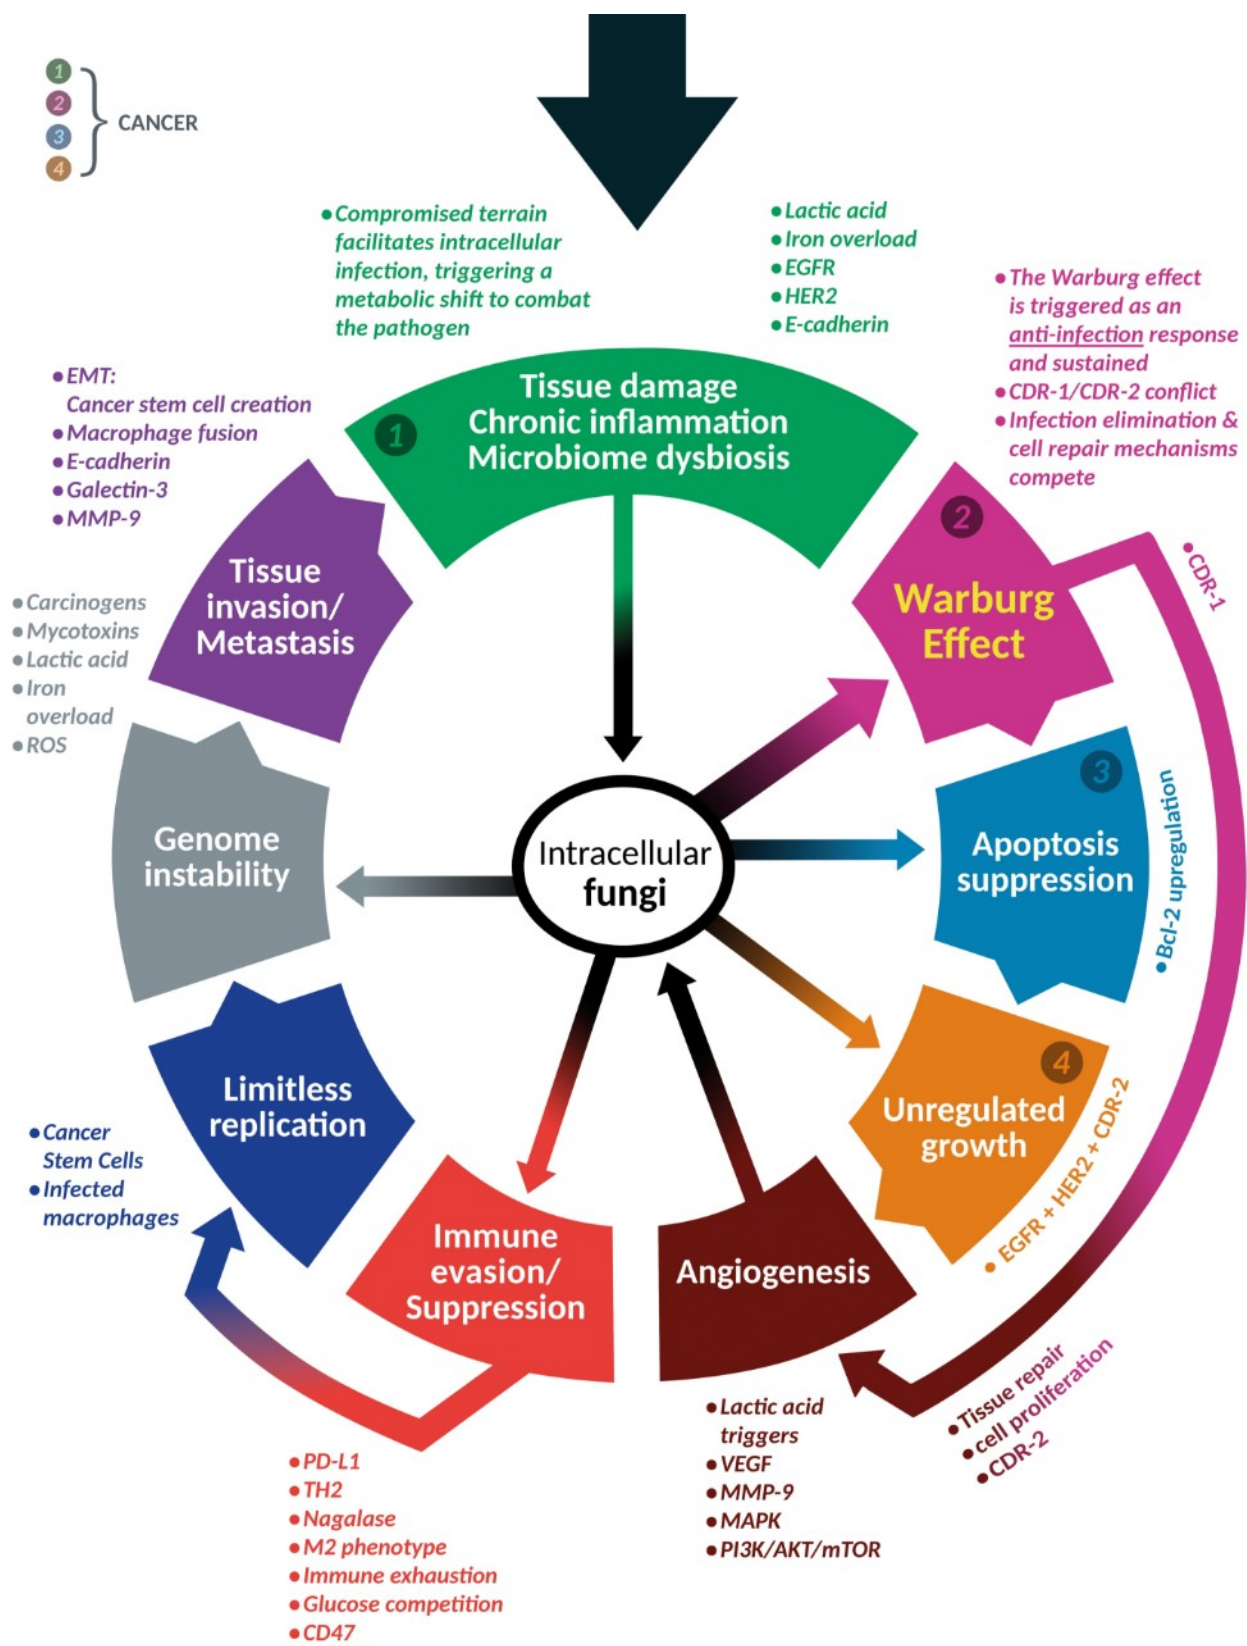 1
2
3
4
CANCER
● Compromised terrain
facilitates intracellular
infection, triggering a
metabolic shift to combat
the pathogen
● Lactic acid
● Iron overload
● EGFR
● HER2
● E-cadherin
● The Warburg effect
is triggered as an
anti-infection response
and sustained
● CDR-1/CDR-2 conflict
● Infection elimination &
cell repair mechanisms
compete
● EMT:
Cancer stem cell creation
● Macrophage fusion
● E-cadherin
● Galectin-3
● MMP-9
1
Tissue damage
Chronic inflammation
Microbiome dysbiosis
2
Warburg
Effect
● CDR-1
Tissue
invasion/
Metastasis
● Carcinogens
● Mycotoxins
● Lactic acid
● Iron
overload
● ROS
3
Apoptosis
suppression
● Bcl-2 upregulation
Genome
instability
Intracellular
fungi
4
Unregulated
growth
● EGFR + HER2 + CDR-2
Limitless
replication
● Cancer
Stem Cells
● Infected
macrophages
Immune
evasion/
Suppression
Angiogenesis
● Tissue repair
● cell proliferation
● CDR-2
● Lactic acid
triggers
● VEGF
● MMP-9
● MAPK
● PI3K/AKT/mTOR
● PD-L1
● TH2
● Nagalase
● M2 phenotype
● Immune exhaustion
● Glucose competition
● CD47